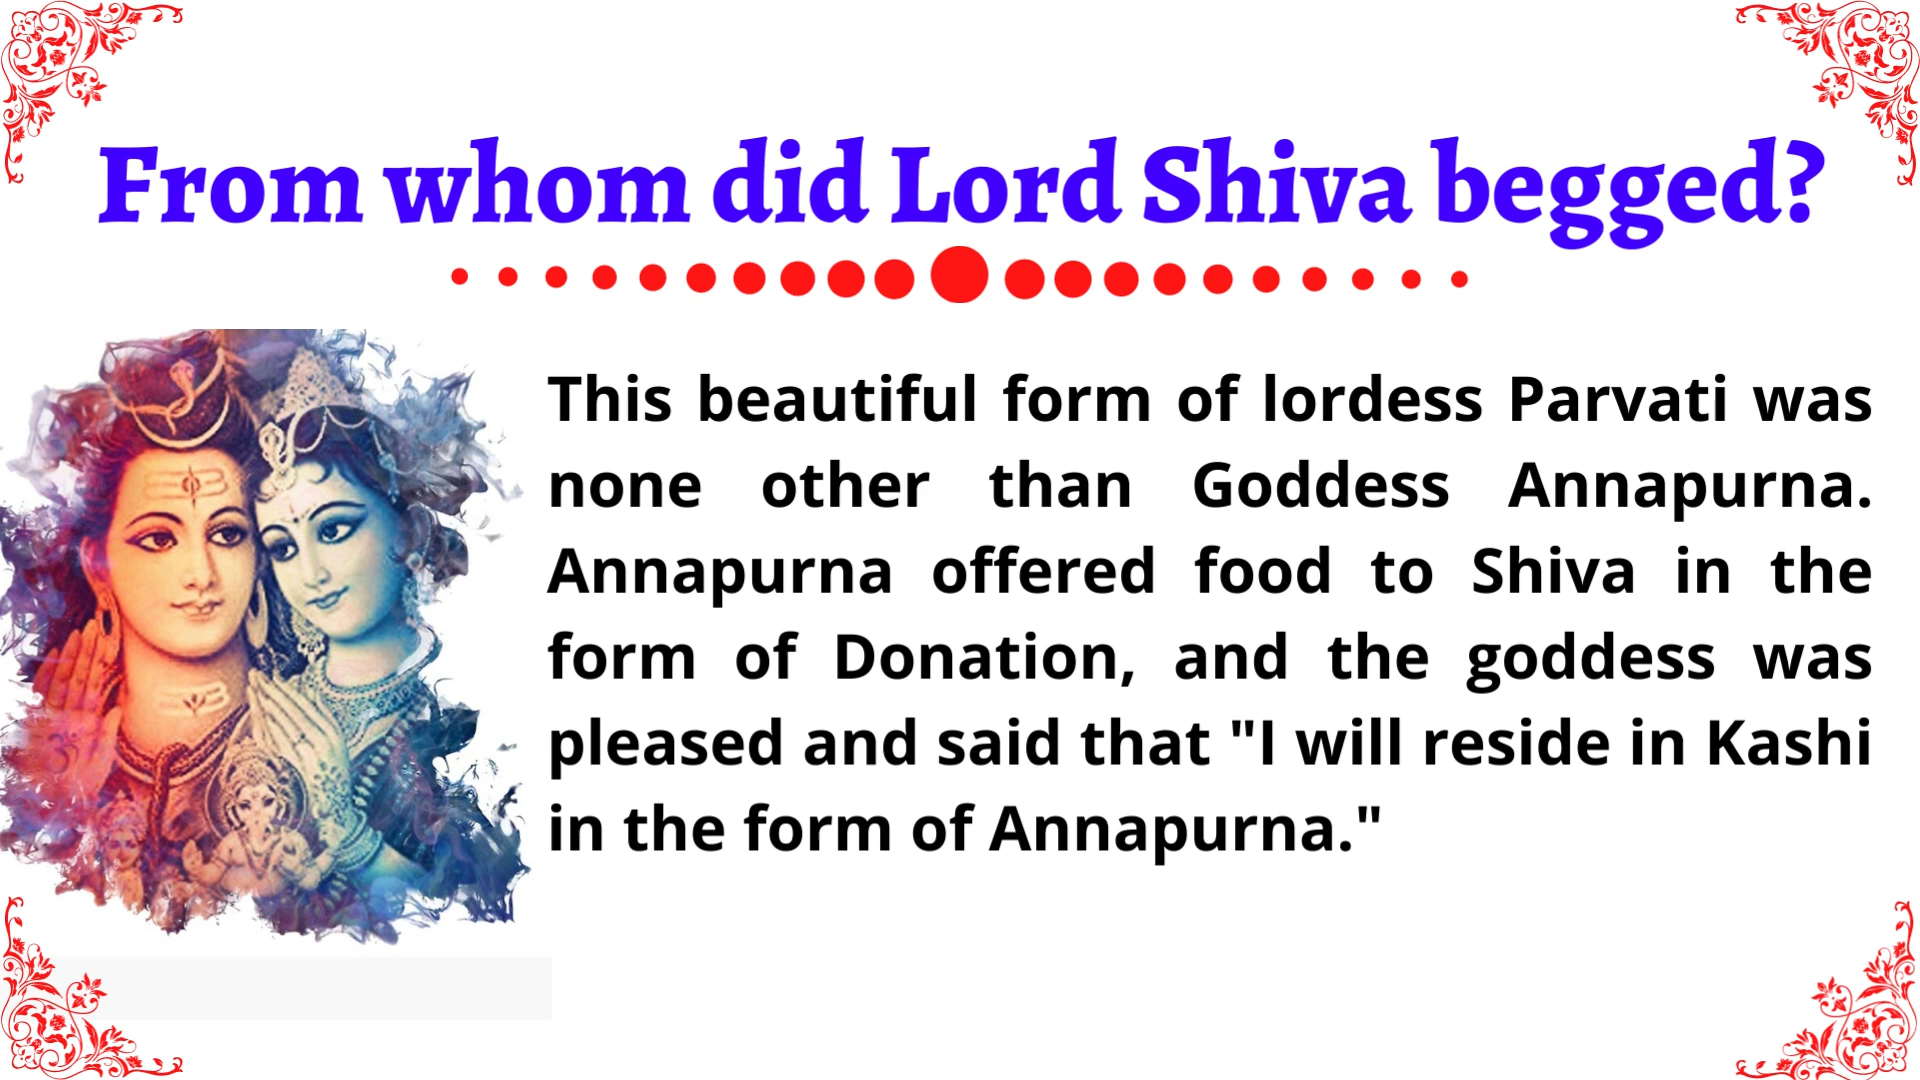 From whom did Lord Shiva begged?
This beautiful form of lordess Parvati was
none other than Goddess Annapurna.
Annapurna offered food to Shiva in the
form of Donation, and the goddess was
pleased and said that "I will reside in Kashi
in the form of Annapurna."